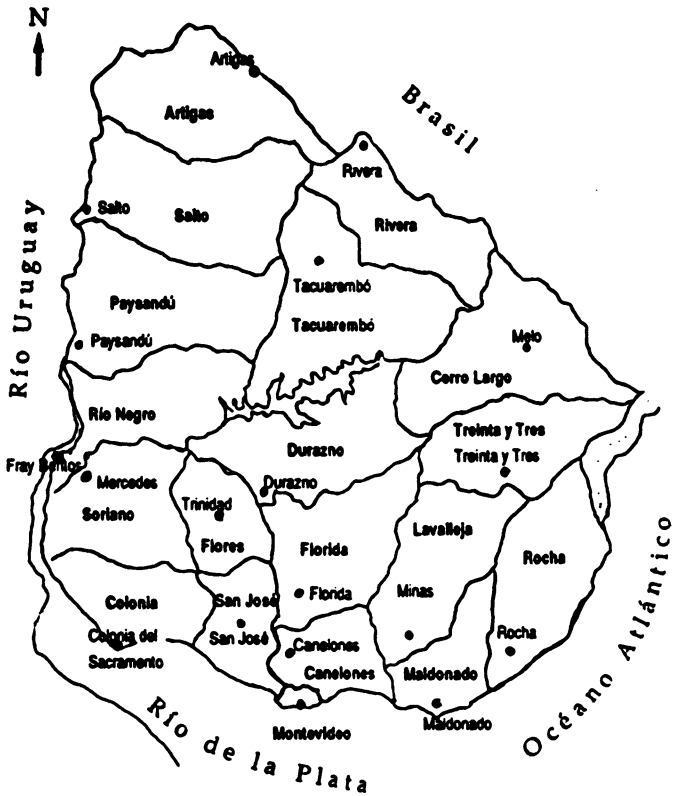 N
Artigas
Artigas
Brasil
Rivera
Rivera
Salto
Salto
Río Uruguay
Tacuarembó
Tacuarembó
Paysandú
Paysandú
Melo
Cerro Largo
Río Negro
Treinta y Tres
Treinta y Tres
Durazno
Durazno
Fray Bentos
Mercedes
Soriano
Trinidad
Flores
Lavalleja
Minas
Florida
Florida
Rocha
Rocha
Colonia
Colonia del
Sacramento
San José
San José
Canelones
Canelones
Maldonado
Maldonado
Montevideo
Río de la Plata
Océano Atlántico